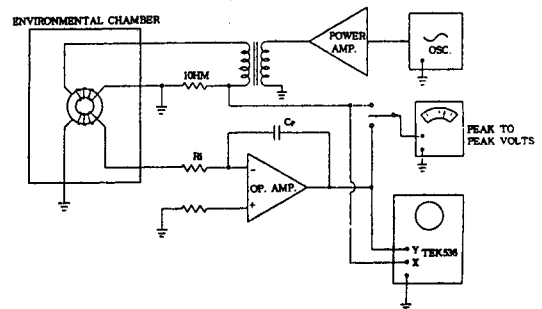 ENVIRONMENTAL CHAMBER
POWER
AMP.
OSC.
1OHM
PEAK TO
PEAK VOLTS
CF
Ri
−
OP. AMP.
+
Y
X
TEK536